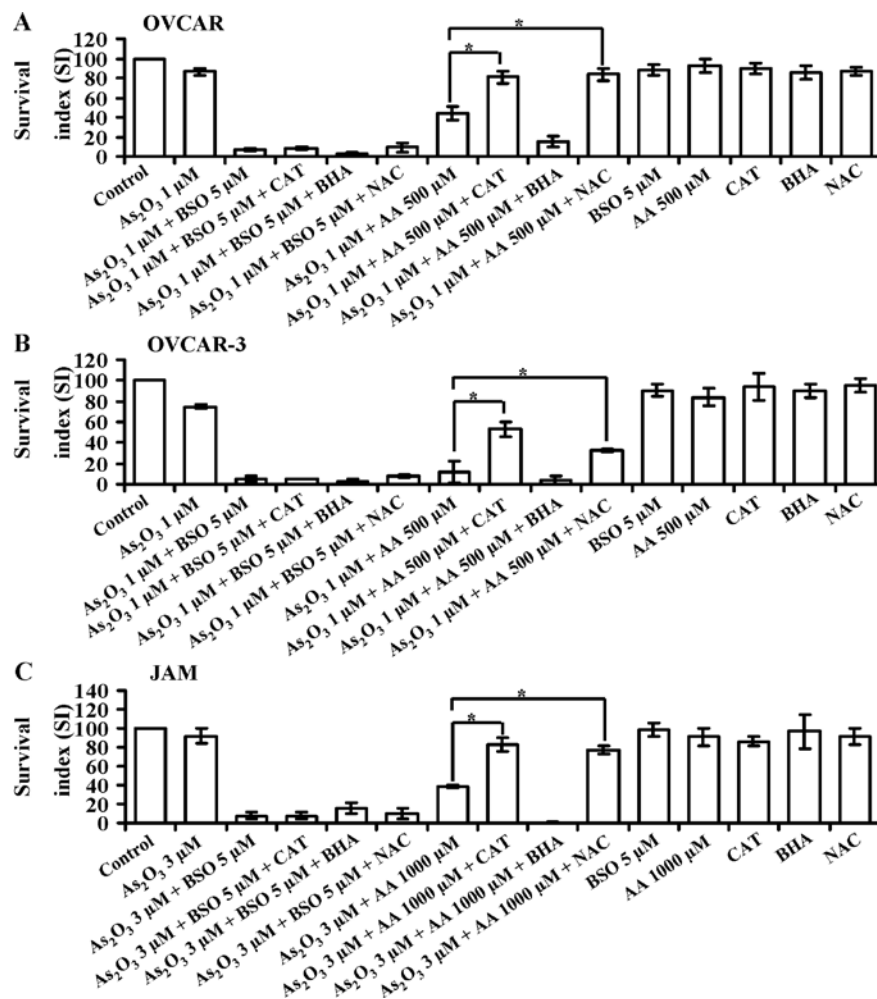 A
OVCAR
Survival
index (SI)
120
100
80
60
40
20
0
*
*
Control
As₂O₃ 1 µM
As₂O₃ 1 µM + BSO 5 µM
As₂O₃ 1 µM + BSO 5 µM + CAT
As₂O₃ 1 µM + BSO 5 µM + BHA
As₂O₃ 1 µM + BSO 5 µM + NAC
As₂O₃ 1 µM + AA 500 µM
As₂O₃ 1 µM + AA 500 µM + CAT
As₂O₃ 1 µM + AA 500 µM + BHA
As₂O₃ 1 µM + AA 500 µM + NAC
BSO 5 µM
AA 500 µM
CAT
BHA
NAC
B
OVCAR-3
Survival
index (SI)
120
100
80
60
40
20
0
*
*
Control
As₂O₃ 1 µM
As₂O₃ 1 µM + BSO 5 µM
As₂O₃ 1 µM + BSO 5 µM + CAT
As₂O₃ 1 µM + BSO 5 µM + BHA
As₂O₃ 1 µM + BSO 5 µM + NAC
As₂O₃ 1 µM + AA 500 µM
As₂O₃ 1 µM + AA 500 µM + CAT
As₂O₃ 1 µM + AA 500 µM + BHA
As₂O₃ 1 µM + AA 500 µM + NAC
BSO 5 µM
AA 500 µM
CAT
BHA
NAC
C
JAM
Survival
index (SI)
140
120
100
80
60
40
20
0
*
*
Control
As₂O₃ 3 µM
As₂O₃ 3 µM + BSO 5 µM
As₂O₃ 3 µM + BSO 5 µM + CAT
As₂O₃ 3 µM + BSO 5 µM + BHA
As₂O₃ 3 µM + BSO 5 µM + NAC
As₂O₃ 3 µM + AA 1000 µM
As₂O₃ 3 µM + AA 1000 µM + CAT
As₂O₃ 3 µM + AA 1000 µM + BHA
As₂O₃ 3 µM + AA 1000 µM + NAC
BSO 5 µM
AA 1000 µM
CAT
BHA
NAC